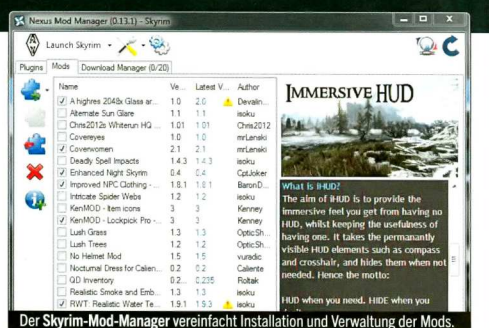 Nexus Mod Manager (0.13.1) - Skyrim
Launch Skyrim
Plugins Mods Download Manager (0/20)
Name Ve... Latest V... Author
A highres 2048x Glass ar... 1.0 2.0 Devalin...
Alternate Sun Glare 1.1 1.1 isoku
Chris2012s Whiterun HQ ... 1.01 1.01 Chris2012
Covereyes 1.0 1.0 mrLenski
Coverwomen 2.1 2.1 mrLenski
Deadly Spell Impacts 1.4.3 1.4.3 isoku
Enhanced Night Skyrim 0.4 0.4 CptJoker
Improved NPC Clothing - ... 1.8.1 1.8.1 BaronD...
Intricate Spider Webs 1.2 1.2 isoku
KenMOD - Item icons 3 3 Kenney
KenMOD - Lockpick Pro -... 3 3 Kenney
Lush Grass 1.3 1.3 OpticSh...
Lush Trees 1.2 1.2 OpticSh...
No Helmet Mod 1.5 1.5 vuradic
Nocturnal Dress for Calien... 0.2 0.2 Caliente
QD Inventory 0.2... 0.235 Roltak
Realistic Smoke and Emb... 1.3 1.3 isoku
RWT: Realistic Water Te... 1.9.1 1.9.3 isoku
IMMERSIVE HUD
What is iHUD?
The aim of iHUD is to provide the
immersive feel you get from having no
HUD, whilst keeping the usefulness of
having one. It takes the permanantly
visible HUD elements such as compass
and crosshair, and hides them when not
needed. Hence the motto:
HUD when you need. HIDE when you
Der Skyrim-Mod-Manager vereinfacht Installation und Verwaltung der Mods.